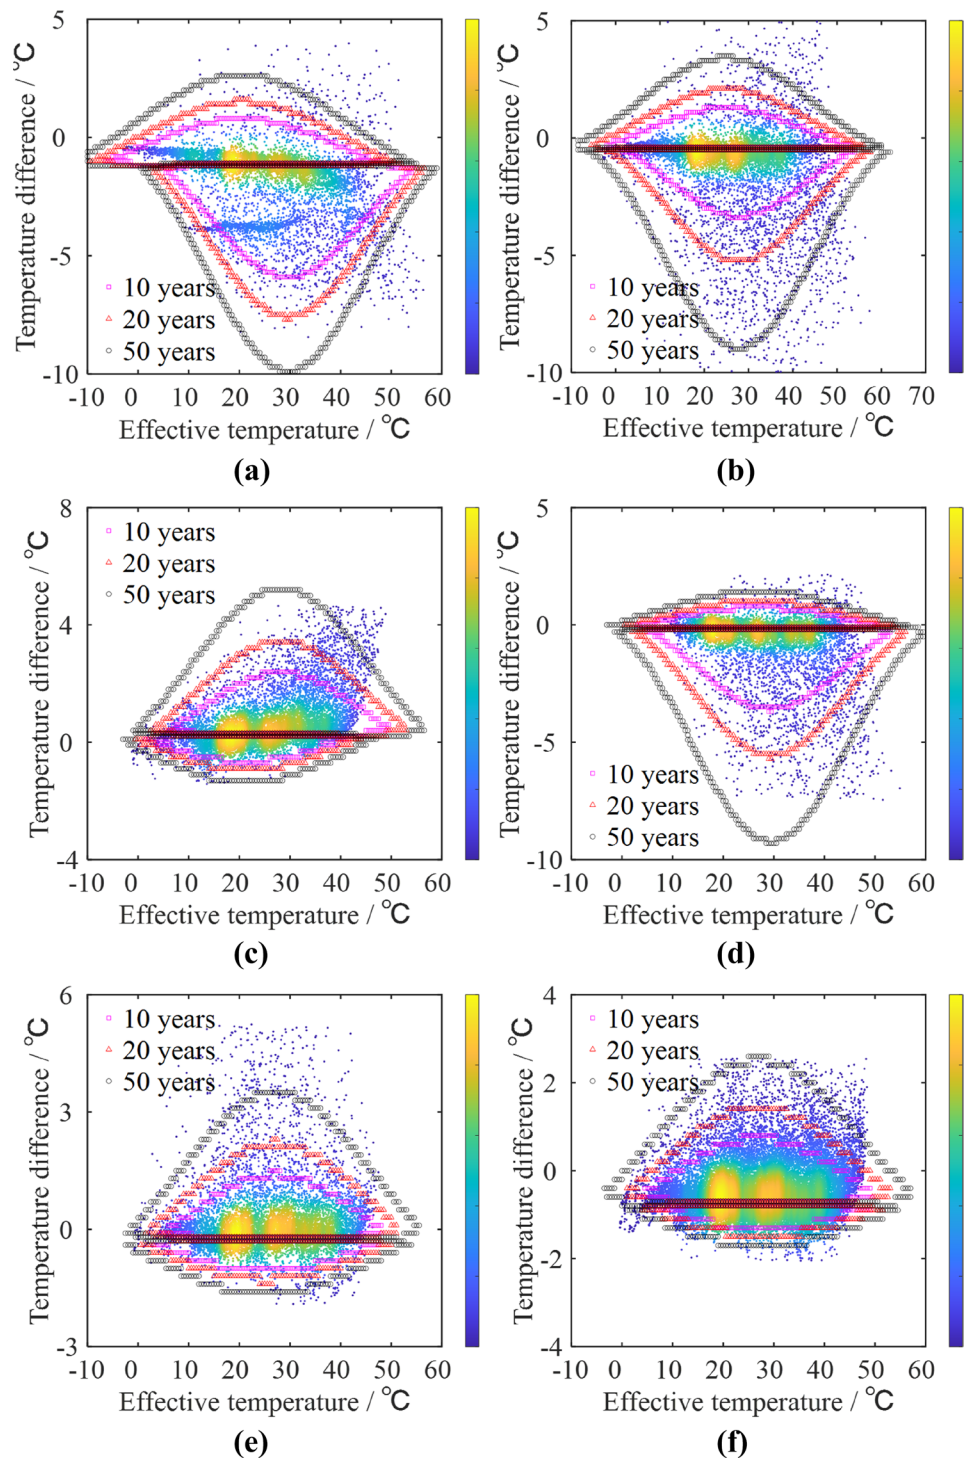 5
0
-5
-10
Temperature difference / ℃
10 years
20 years
50 years
-10 0 10 20 30 40 50 60
Effective temperature / ℃
(a)
5
0
-5
-10
Temperature difference / ℃
10 years
20 years
50 years
-10 0 10 20 30 40 50 60 70
Effective temperature / ℃
(b)
8
4
0
-4
Temperature difference / ℃
10 years
20 years
50 years
-10 0 10 20 30 40 50 60
Effective temperature / ℃
(c)
5
0
-5
-10
Temperature difference / ℃
10 years
20 years
50 years
-10 0 10 20 30 40 50 60
Effective temperature / ℃
(d)
6
3
0
-3
Temperature difference / ℃
10 years
20 years
50 years
-10 0 10 20 30 40 50 60
Effective temperature / ℃
(e)
4
2
0
-2
-4
Temperature difference / ℃
10 years
20 years
50 years
-10 0 10 20 30 40 50 60
Effective temperature / ℃
(f)